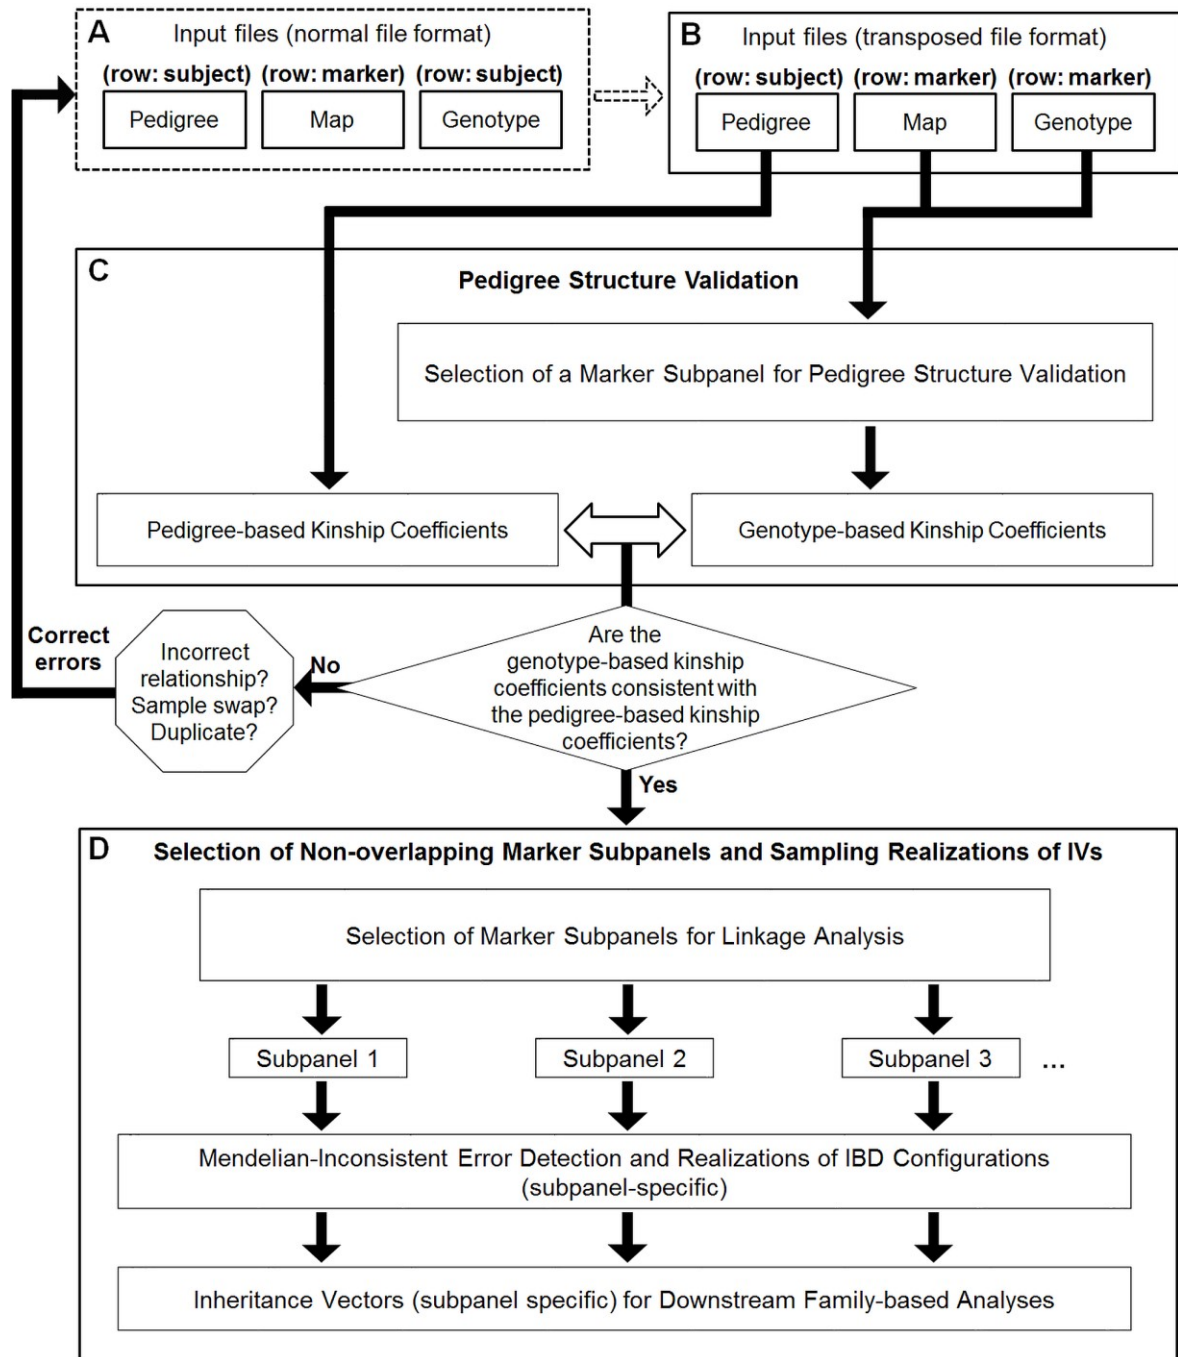 A
Input files (normal file format)
(row: subject) (row: marker) (row: subject)
Pedigree Map Genotype
B
Input files (transposed file format)
(row: subject) (row: marker) (row: marker)
Pedigree Map Genotype
C
Pedigree Structure Validation
Selection of a Marker Subpanel for Pedigree Structure Validation
Pedigree-based Kinship Coefficients
Genotype-based Kinship Coefficients
Are the
genotype-based kinship
coefficients consistent with
the pedigree-based kinship
coefficients?
No
Incorrect
relationship?
Sample swap?
Duplicate?
Correct
errors
Yes
D
Selection of Non-overlapping Marker Subpanels and Sampling Realizations of IVs
Selection of Marker Subpanels for Linkage Analysis
Subpanel 1 Subpanel 2 Subpanel 3 ...
Mendelian-Inconsistent Error Detection and Realizations of IBD Configurations
(subpanel-specific)
Inheritance Vectors (subpanel specific) for Downstream Family-based Analyses